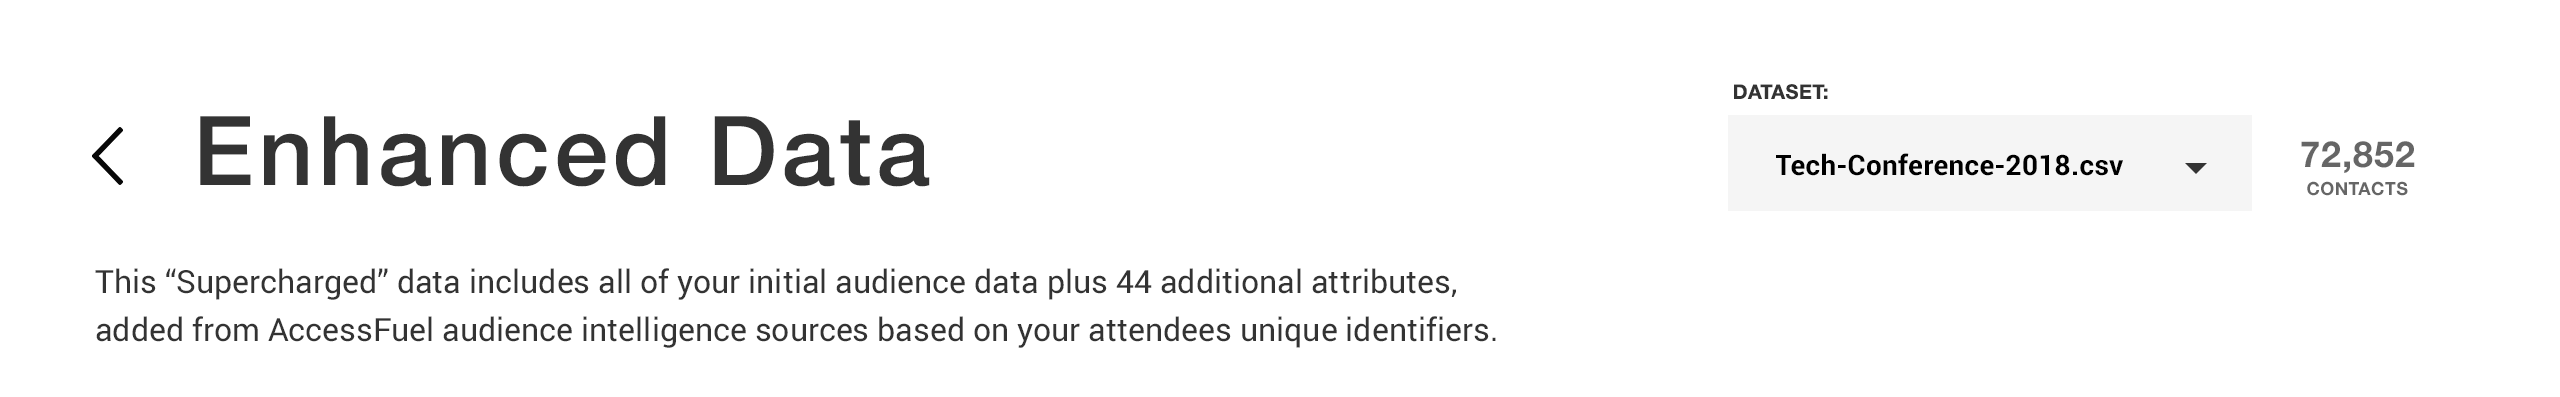 Enhanced Data
DATASET:
Tech-Conference-2018.csv
72,852
CONTACTS
This “Supercharged” data includes all of your initial audience data plus 44 additional attributes,
added from AccessFuel audience intelligence sources based on your attendees unique identifiers.